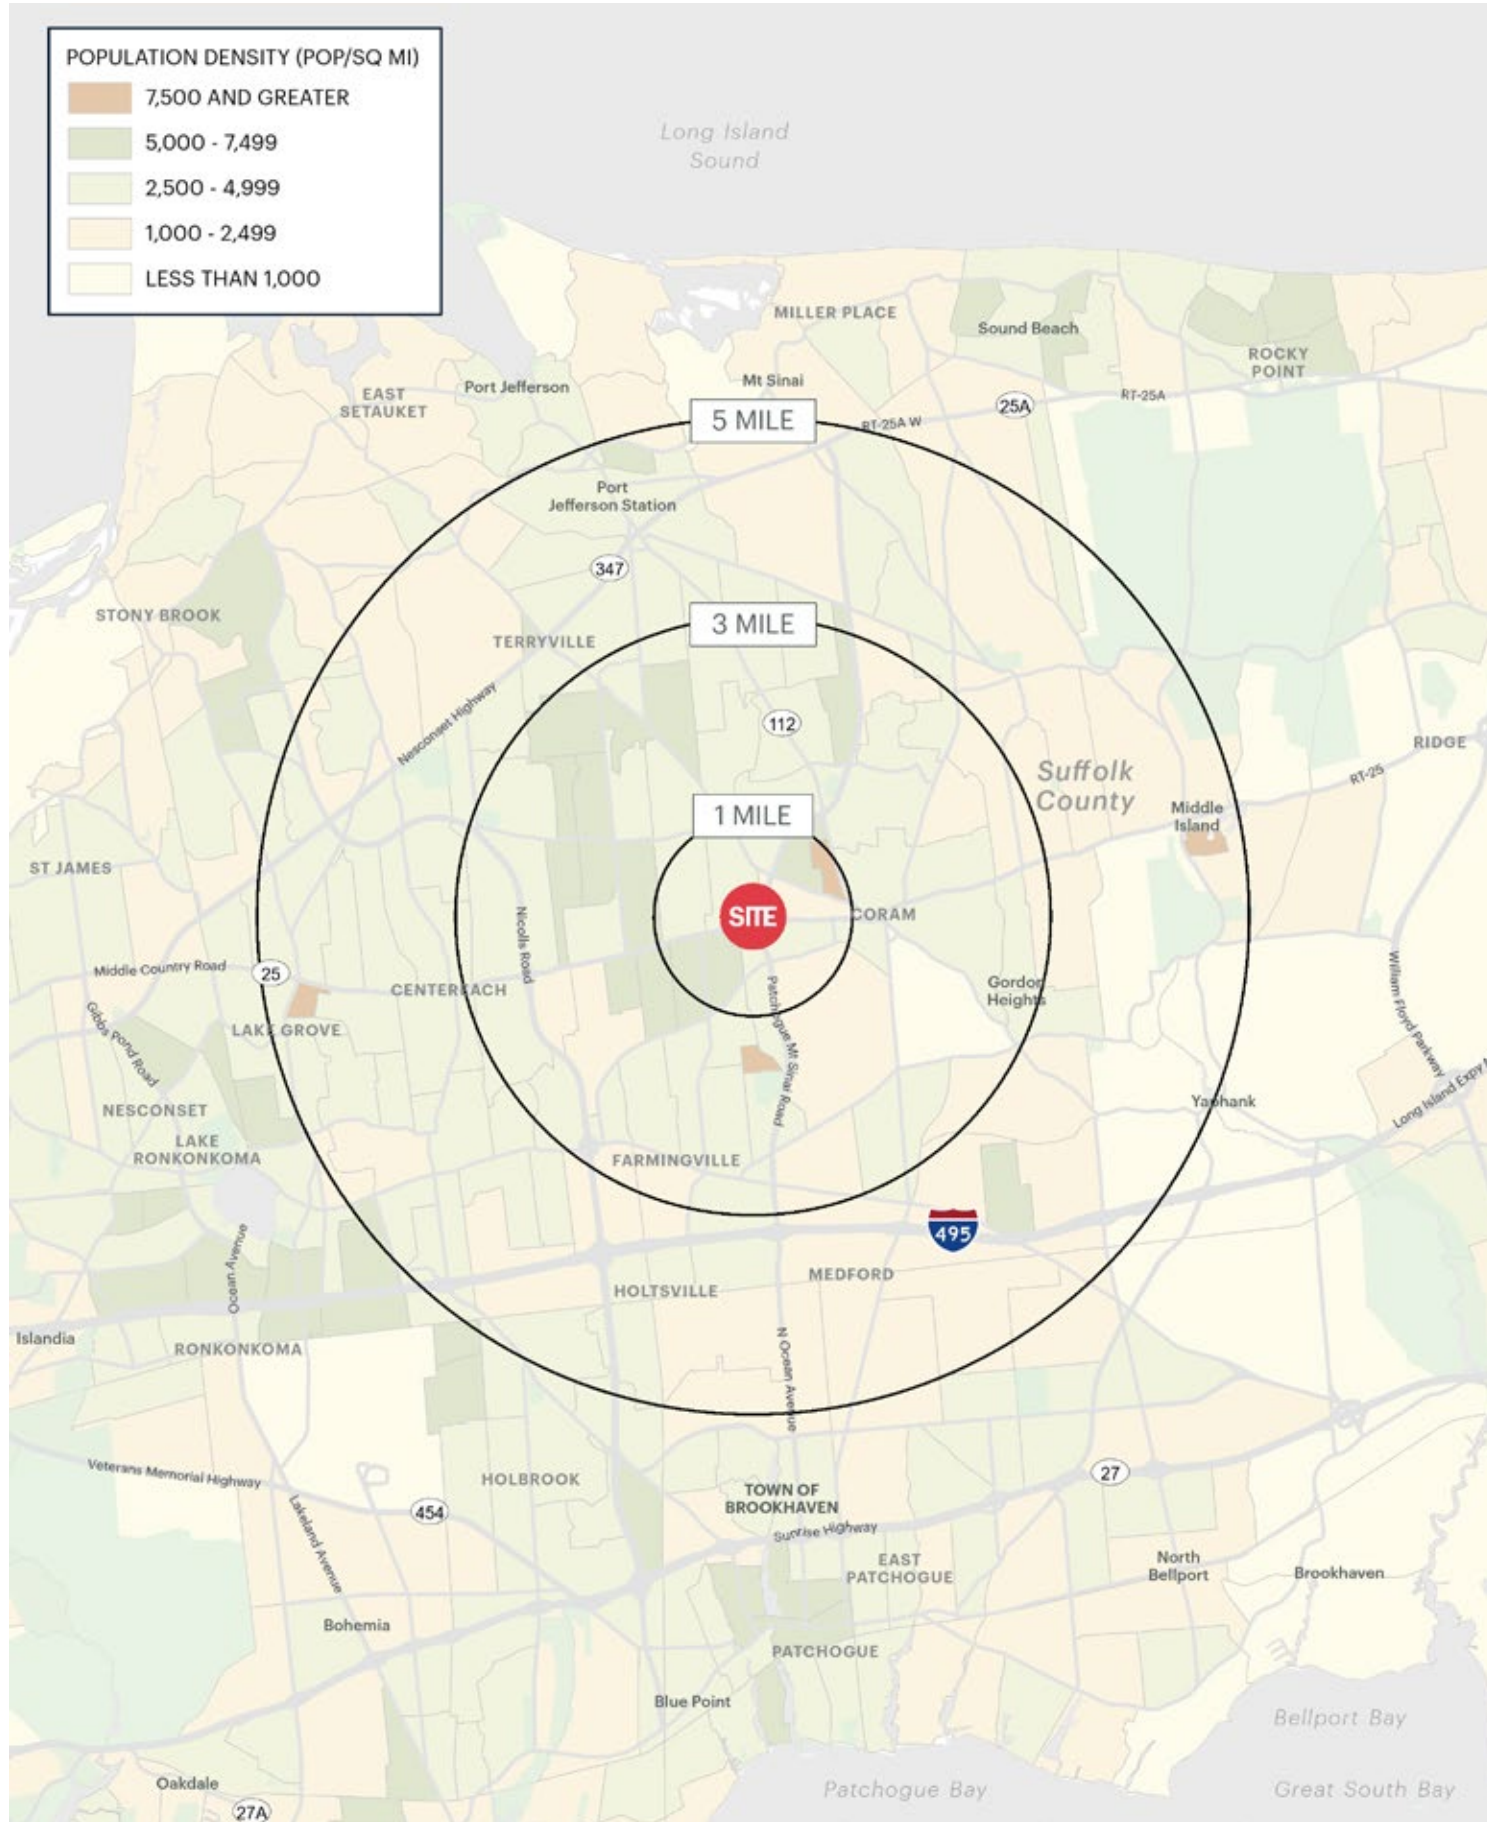 POPULATION DENSITY (POP/SQ MI)
7,500 AND GREATER
5,000 - 7,499
2,500 - 4,999
1,000 - 2,499
LESS THAN 1,000
Long Island
Sound
MILLER PLACE
Sound Beach
ROCKY
POINT
EAST
SETAUKET
Port Jefferson
Mt Sinai
RT-25A
25A
5 MILE
RT-25A W
Port
Jefferson Station
347
STONY BROOK
TERRYVILLE
3 MILE
Nesconset Highway
112
RIDGE
Suffolk
County
RT-25
Middle
Island
1 MILE
ST JAMES
SITE
CORAM
Nicolls Road
Middle Country Road
25
CENTEREACH
Gordon
Heights
William Floyd Parkway
Patchogue Mt Sinai Road
Gibbs Pond Road
LAKE GROVE
NESCONSET
Yaphank
Long Island Expy
LAKE
RONKONKOMA
FARMINGVILLE
495
Ocean Avenue
MEDFORD
HOLTSVILLE
Islandia
RONKONKOMA
N Ocean Avenue
Veterans Memorial Highway
HOLBROOK
27
TOWN OF
BROOKHAVEN
454
Lakeland Avenue
Sunrise Highway
EAST
PATCHOGUE
North
Bellport
Brookhaven
Bohemia
PATCHOGUE
Blue Point
Bellport Bay
Oakdale
Patchogue Bay
Great South Bay
27A